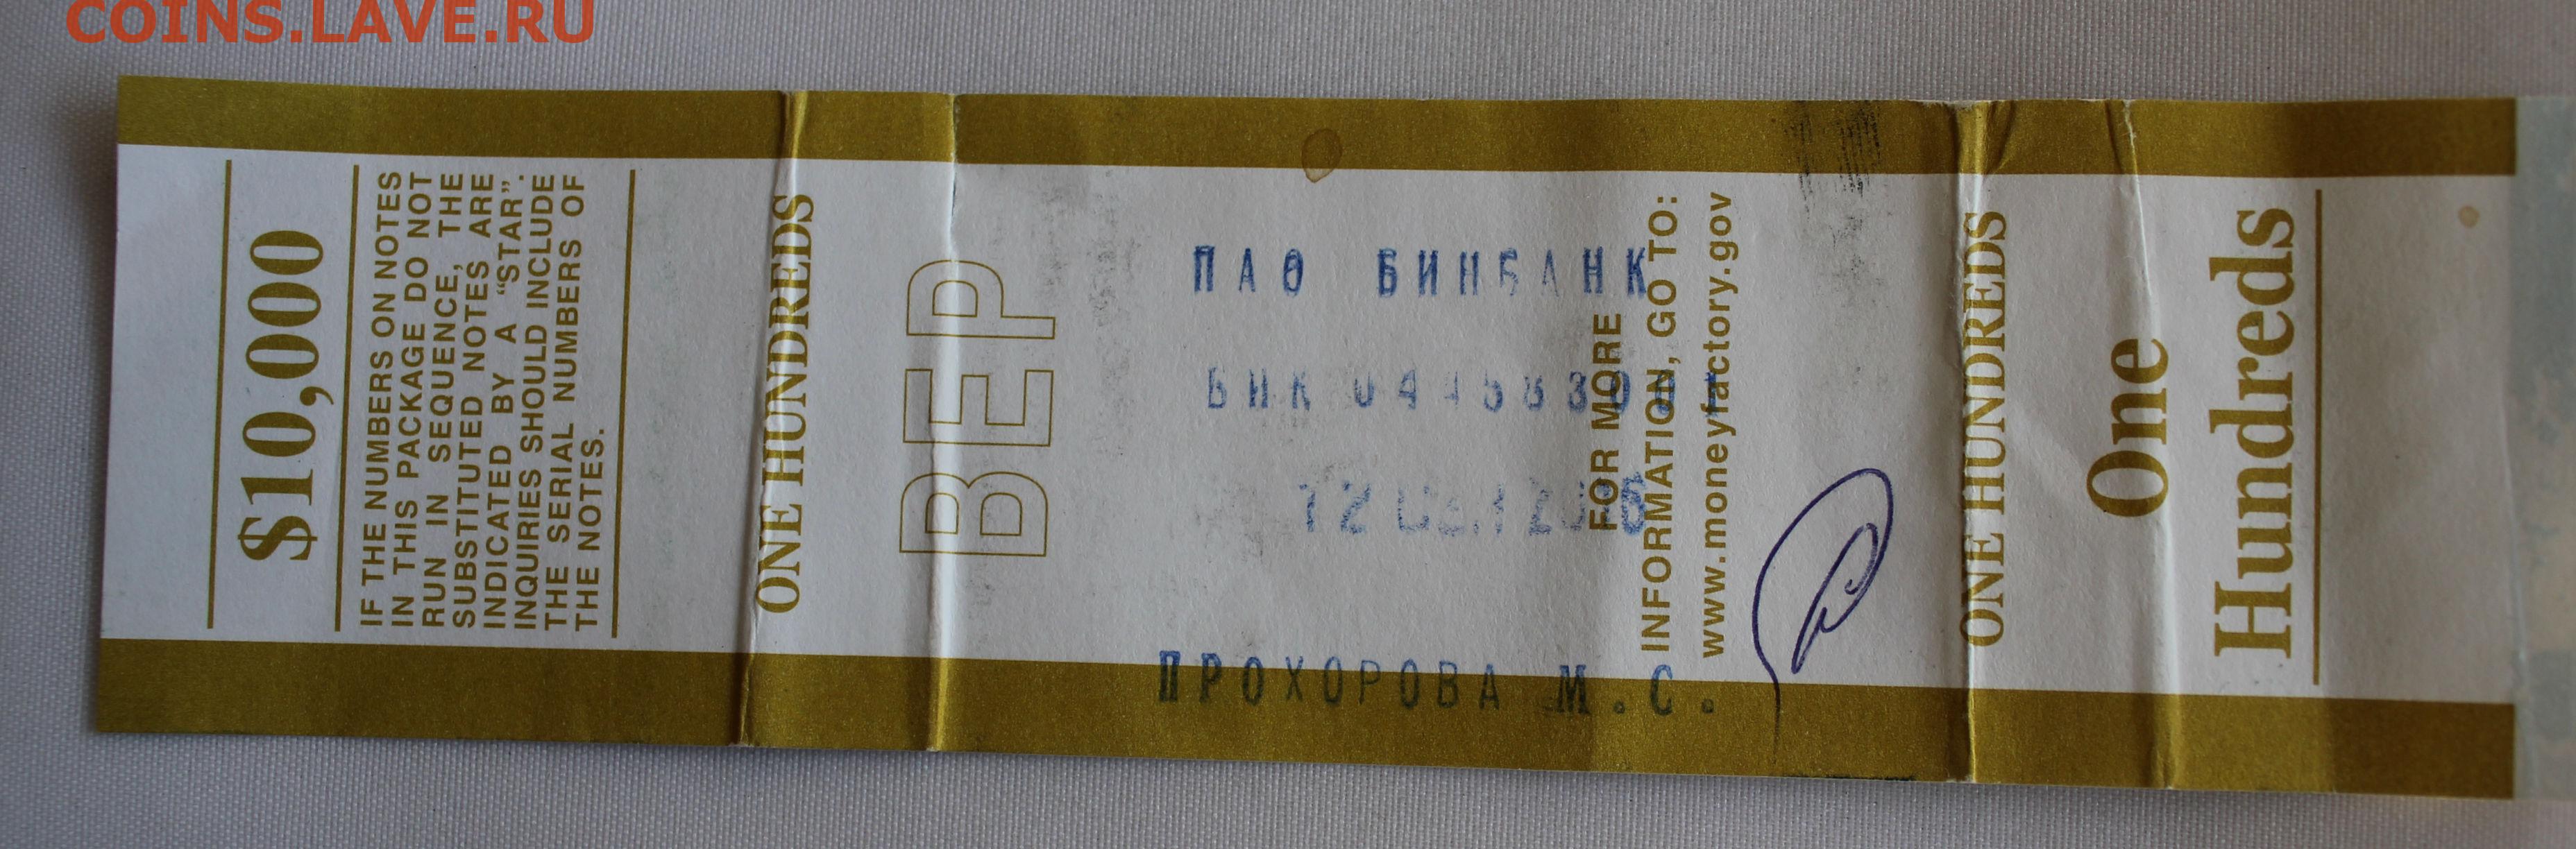 COINS.LAVE.RU
$10,000
IF THE NUMBERS ON NOTES
IN THIS PACKAGE DO NOT
RUN IN SEQUENCE, THE
SUBSTITUTED NOTES ARE
INDICATED BY A “STAR”.
INQUIRIES SHOULD INCLUDE
THE SERIAL NUMBERS OF
THE NOTES.
ONE HUNDREDS
BEP
ПАО БИНБАНК
БИК
12
ПРОХОРОВА М.С.
FOR MORE
INFORMATION, GO TO:
www.moneyfactory.gov
ONE HUNDREDS
One
Hundreds